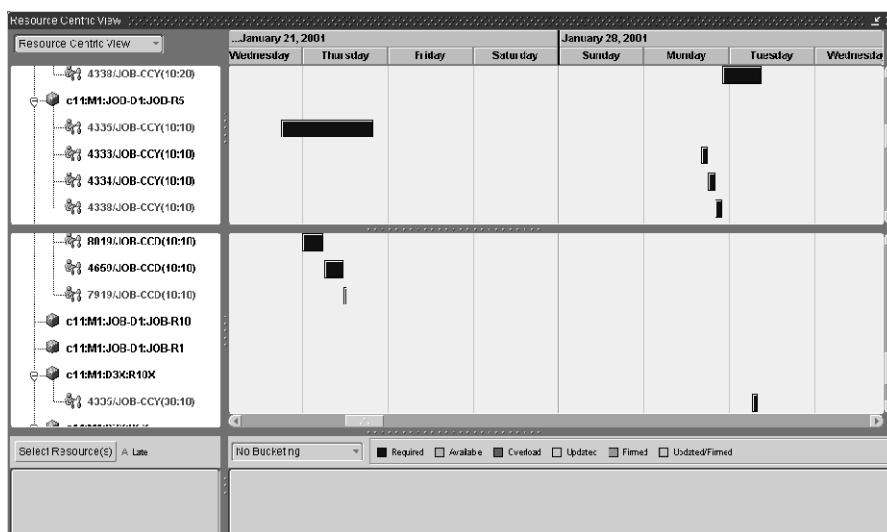 Resource Centric View
Resource Centric View
...January 21, 2001
January 28, 2001
Wednesday Thursday Friday Saturday Sunday Monday Tuesday Wednesda
4338/JOB-CCY(10:20)
c11:M1:JOB-D1:JOB-R5
4335/JOB-CCY(10:10)
4333/JOB-CCY(10:10)
4334/JOB-CCY(10:10)
4338/JOB-CCY(10:10)
8019/JOB-CCD(10:10)
4659/JOB-CCD(10:10)
7919/JOB-CCD(10:10)
c11:M1:JOB-D1:JOB-R10
c11:M1:JOB-D1:JOB-R1
c11:M1:D3X:R10X
4335/JOB-CCY(30:10)
Select Resource(s) A Late
No Bucketing
Required Available Overload Updated Firmed Updated/Firmed